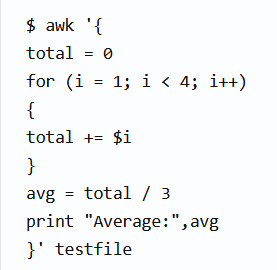 $ awk '{
total = 0
for (i = 1; i < 4; i++)
{
total += $i
}
avg = total / 3
print "Average:",avg
}' testfile